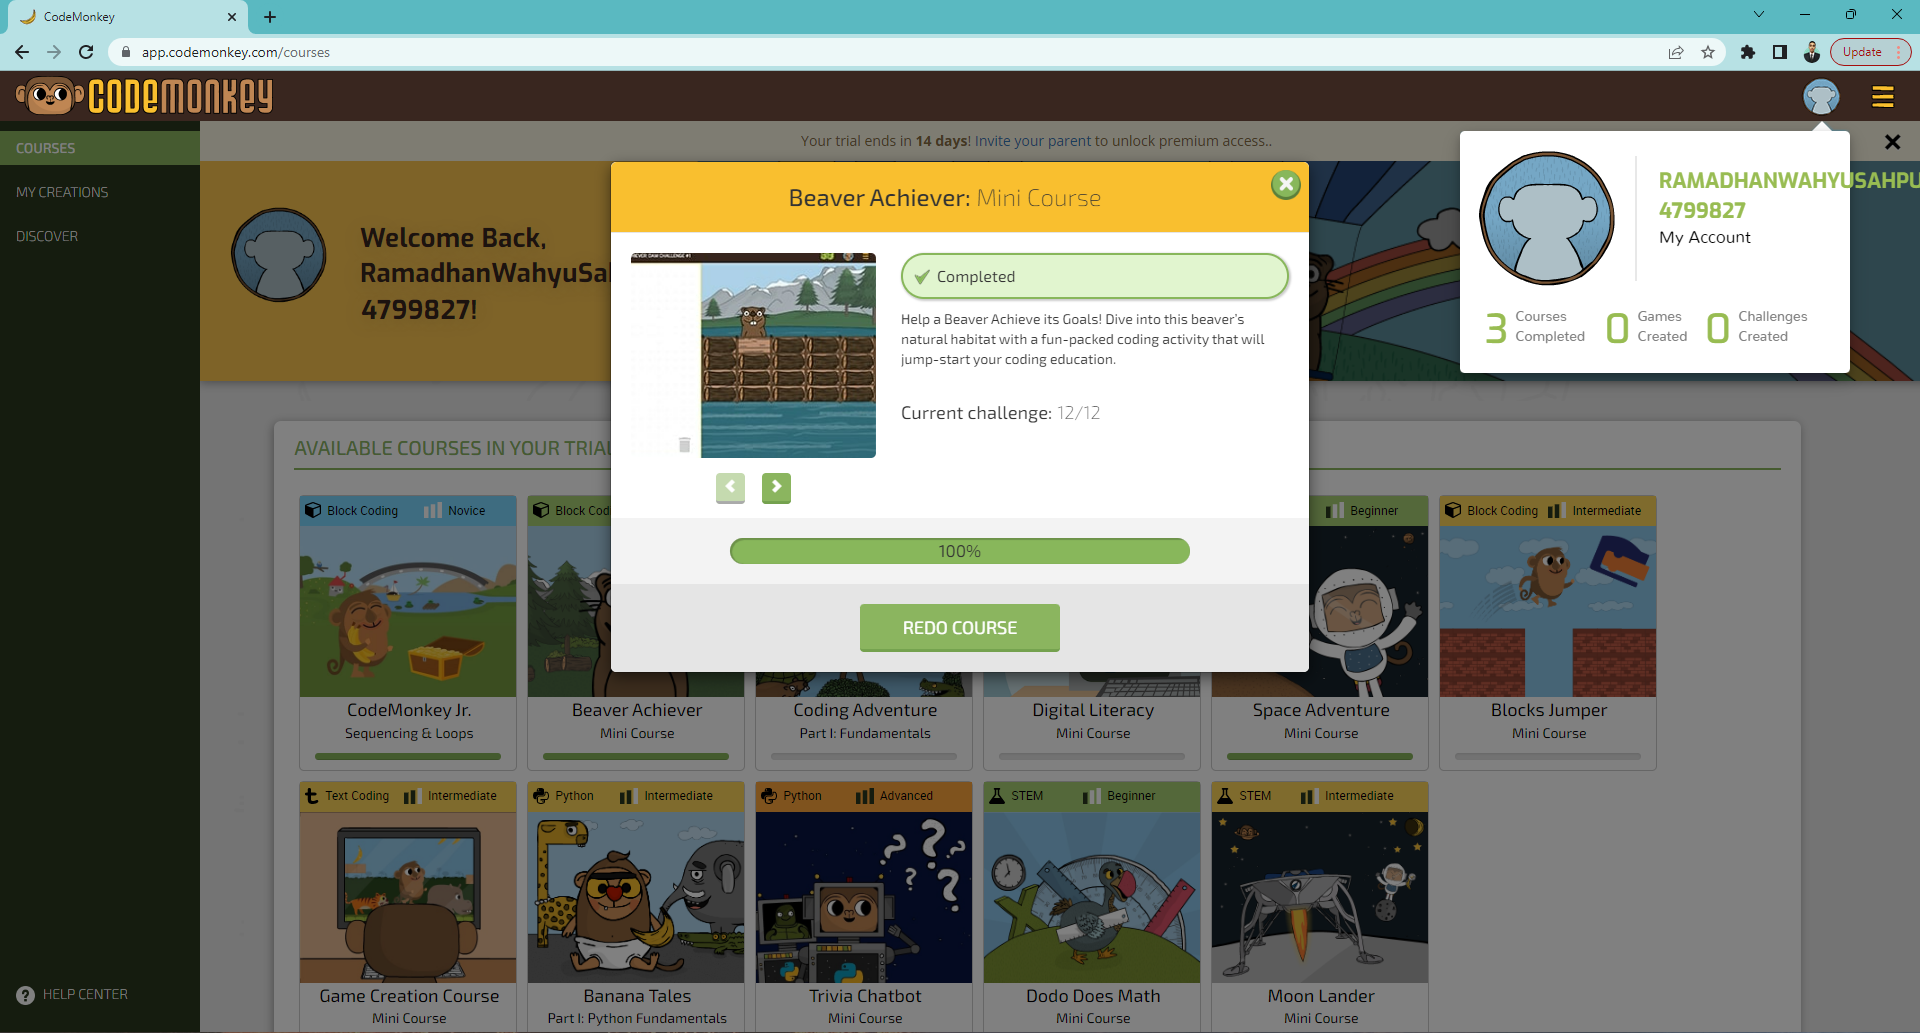 CodeMonkey
app.codemonkey.com/courses
Update
CODEMONKEY
COURSES
MY CREATIONS
DISCOVER
HELP CENTER
Your trial ends in 14 days! Invite your parent to unlock premium access..
Welcome Back,
RamadhanWahyuSa
4799827!
RAMADHANWAHYUSAHPU
4799827
My Account
3 Courses Completed
0 Games Created
0 Challenges Created
Beaver Achiever: Mini Course
Completed
Help a Beaver Achieve its Goals! Dive into this beaver's
natural habitat with a fun-packed coding activity that will
jump-start your coding education.
Current challenge: 12/12
100%
REDO COURSE
AVAILABLE COURSES IN YOUR TRIA
Block Coding Novice
CodeMonkey Jr.
Sequencing & Loops
Block Cod
Beaver Achiever
Mini Course
Coding Adventure
Part I: Fundamentals
Digital Literacy
Mini Course
Beginner
Space Adventure
Mini Course
Block Coding Intermediate
Blocks Jumper
Mini Course
Text Coding Intermediate
Game Creation Course
Mini Course
Python Intermediate
Banana Tales
Part I: Python Fundamentals
Python Advanced
Trivia Chatbot
Mini Course
STEM Beginner
Dodo Does Math
Mini Course
STEM Intermediate
Moon Lander
Mini Course